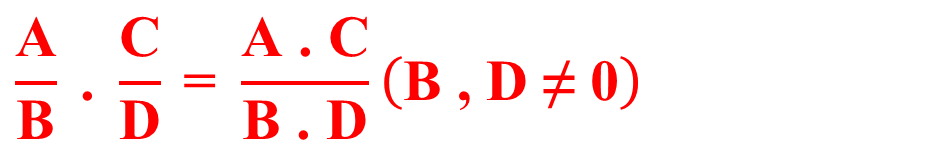 A/B . C/D = A . C/B . D (B , D ≠ 0)